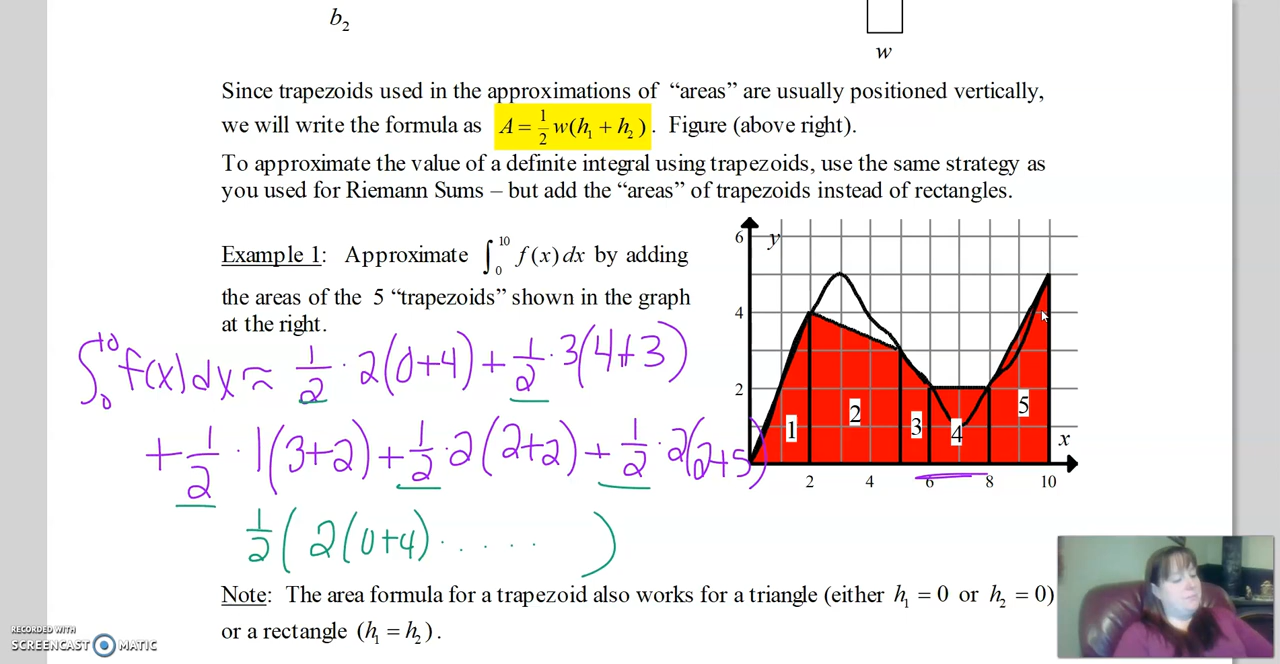 b₂
w
Since trapezoids used in the approximations of “areas” are usually positioned vertically,
we will write the formula as A = 1/2 w(h₁ + h₂). Figure (above right).
To approximate the value of a definite integral using trapezoids, use the same strategy as
you used for Riemann Sums – but add the “areas” of trapezoids instead of rectangles.
Example 1: Approximate ∫₀¹⁰ f(x) dx by adding
the areas of the 5 “trapezoids” shown in the graph
at the right.
∫₀¹⁰ f(x)dx ≈ 1/2 · 2(0+4) + 1/2 · 3(4+3)
+ 1/2 · 1(3+2) + 1/2 · 2(2+2) + 1/2 · 2(2+5)
1/2 ( 2(0+4) · · · · · )
6 y
4
2
1 2 3 4 5 x
2 4 6 8 10
Note: The area formula for a trapezoid also works for a triangle (either h₁ = 0 or h₂ = 0)
or a rectangle (h₁ = h₂).
RECORDED WITH
SCREENCAST MATIC